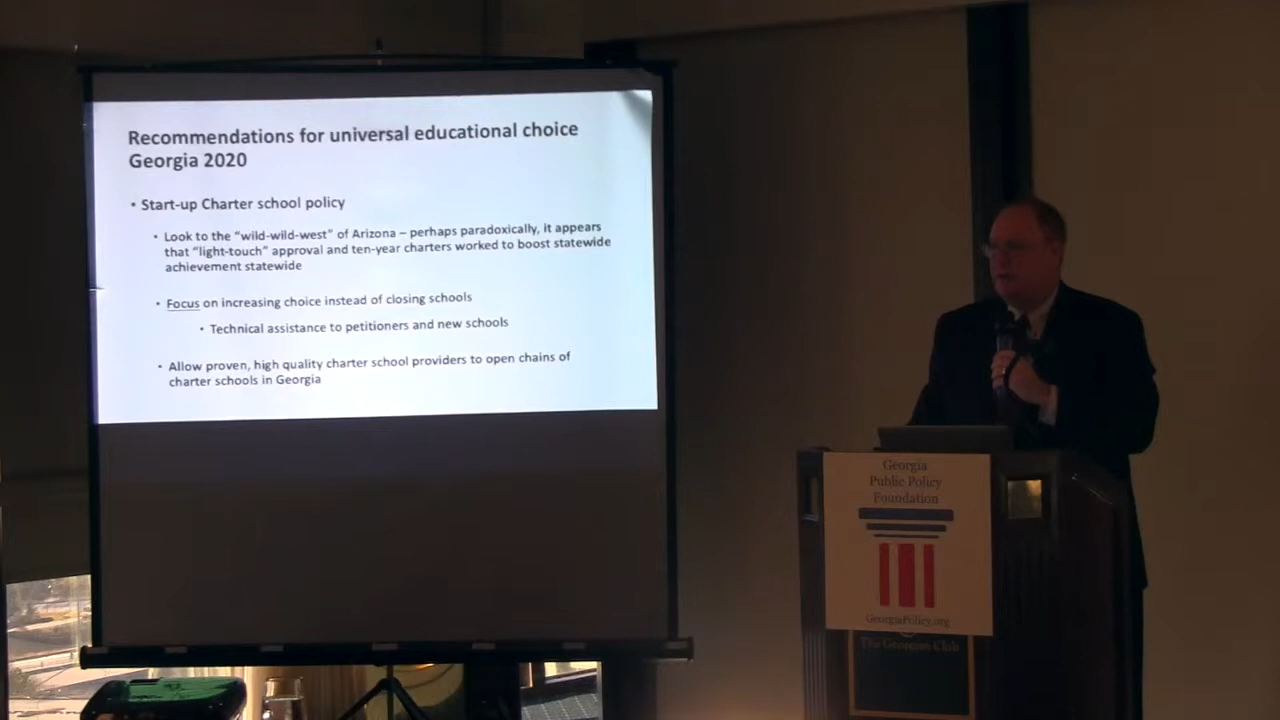 Recommendations for universal educational choice
Georgia 2020
• Start-up Charter school policy
• Look to the “wild-wild-west” of Arizona – perhaps paradoxically, it appears
that “light-touch” approval and ten-year charters worked to boost statewide
achievement statewide
• Focus on increasing choice instead of closing schools
• Technical assistance to petitioners and new schools
• Allow proven, high quality charter school providers to open chains of
charter schools in Georgia
Georgia
Public Policy
Foundation
GeorgiaPolicy.org
The Georgian Club